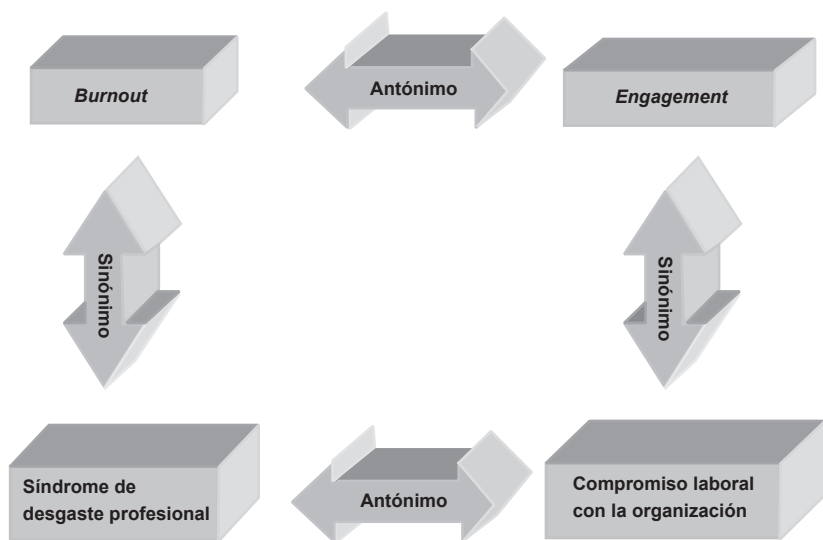 Burnout
Antónimo
Engagement
Sinónimo
Sinónimo
Síndrome de
desgaste profesional
Antónimo
Compromiso laboral
con la organización